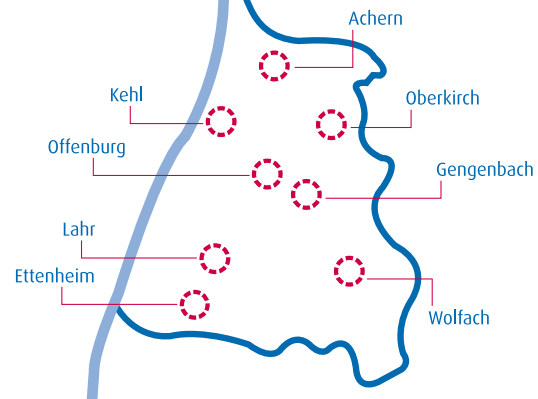 Achern
Kehl
Oberkirch
Offenburg
Gengenbach
Lahr
Ettenheim
Wolfach